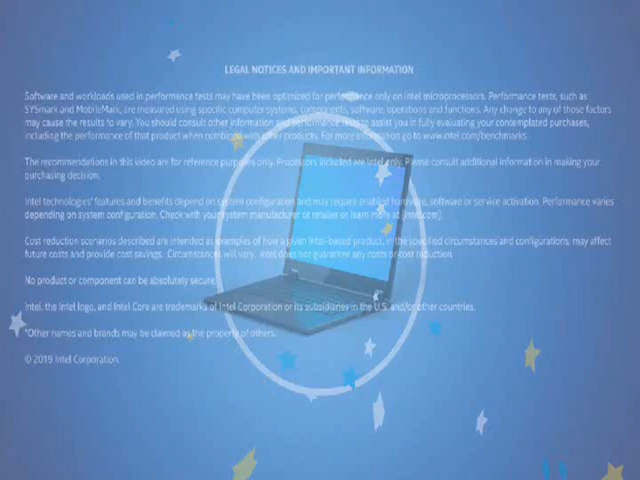 LEGAL NOTICES AND IMPORTANT INFORMATION
Software and workloads used in performance tests may have been optimized for performance only on Intel microprocessors. Performance tests, such as
SYSmark and MobileMark, are measured using specific computer systems, components, software, operations and functions. Any change to any of those factors
may cause the results to vary. You should consult other information and performance tests to assist you in fully evaluating your contemplated purchases,
including the performance of that product when combined with other products. For more information go to www.intel.com/benchmarks.
The recommendations in this video are for reference purposes only. Processors included are Intel only. Please consult additional information in making your
purchasing decision.
Intel technologies' features and benefits depend on system configuration and may require enabled hardware, software or service activation. Performance varies
depending on system configuration. Check with your system manufacturer or retailer or learn more at [intel.com].
Cost reduction scenarios described are intended as examples of how a given Intel-based product, in the specified circumstances and configurations, may affect
future costs and provide cost savings. Circumstances will vary. Intel does not guarantee any costs or cost reduction.
No product or component can be absolutely secure.
Intel, the Intel logo, and Intel Core are trademarks of Intel Corporation or its subsidiaries in the U.S. and/or other countries.
*Other names and brands may be claimed as the property of others.
© 2019 Intel Corporation.